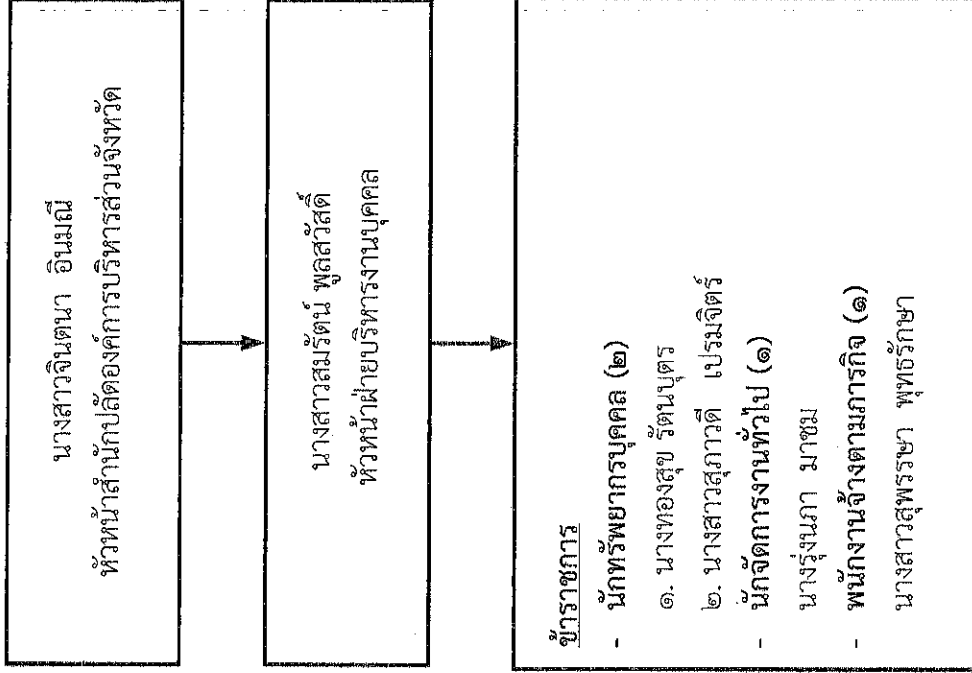 นางสาวจินตนา อินมณี
หัวหน้าสำนักปลัดองค์การบริหารส่วนจังหวัด
นางสาวสมรัตน์ พูลสวัสดิ์
หัวหน้าฝ่ายบริหารงานบุคคล
ข้าราชการ
- นักทรัพยากรบุคคล (๒)
๑. นางทองสุข รัตนบุตร
๒. นางสาวสุภาวดี เปรมจิตร์
- นักจัดการงานทั่วไป (๑)
นางรุ่งนภา มาชม
- พนักงานจ้างตามภารกิจ (๑)
นางสาวสุพรรษา พุทธรักษา